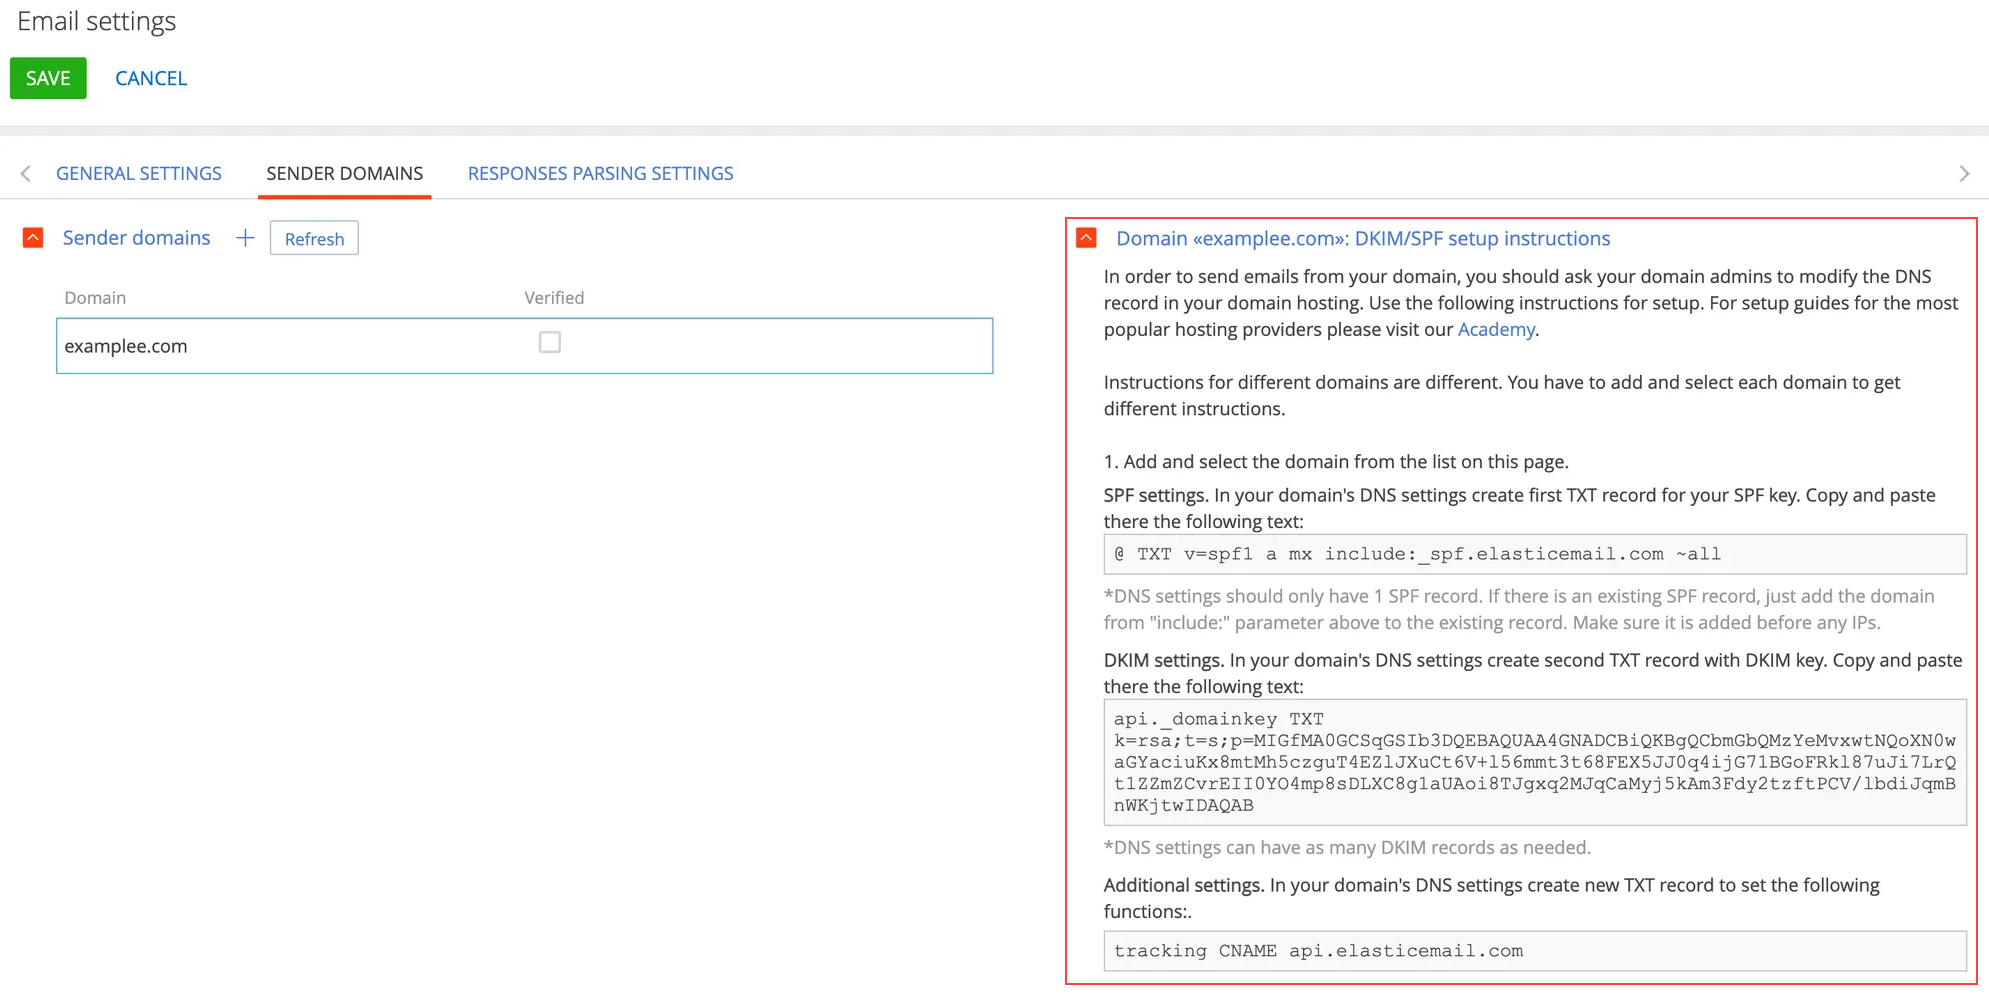 Email settings
SAVE
CANCEL
GENERAL SETTINGS
SENDER DOMAINS
RESPONSES PARSING SETTINGS
Sender domains
Refresh
Domain
Verified
examplee.com
Domain «examplee.com»: DKIM/SPF setup instructions
In order to send emails from your domain, you should ask your domain admins to modify the DNS
record in your domain hosting. Use the following instructions for setup. For setup guides for the most
popular hosting providers please visit our Academy.
Instructions for different domains are different. You have to add and select each domain to get
different instructions.
1. Add and select the domain from the list on this page.
SPF settings. In your domain's DNS settings create first TXT record for your SPF key. Copy and paste
there the following text:
@ TXT v=spf1 a mx include:_spf.elasticemail.com ~all
*DNS settings should only have 1 SPF record. If there is an existing SPF record, just add the domain
from "include:" parameter above to the existing record. Make sure it is added before any IPs.
DKIM settings. In your domain's DNS settings create second TXT record with DKIM key. Copy and paste
there the following text:
api._domainkey TXT
k=rsa;t=s;p=MIGfMA0GCSqGSIb3DQEBAQUAA4GNADCBiQKBgQCbmGbQMzYeMvxwtNQoXN0w
aGYaciuKx8mtMh5czguT4EZlJXuCt6V+l56mmt3t68FEX5JJ0q4ijG71BGoFRkl87uJi7LrQ
t1ZZmZCvrEII0YO4mp8sDLXC8g1aUAoi8TJgxq2MJqCaMyj5kAm3Fdy2tzftPCV/lbdiJqmB
nWKjtwIDAQAB
*DNS settings can have as many DKIM records as needed.
Additional settings. In your domain's DNS settings create new TXT record to set the following
functions:.
tracking CNAME api.elasticemail.com